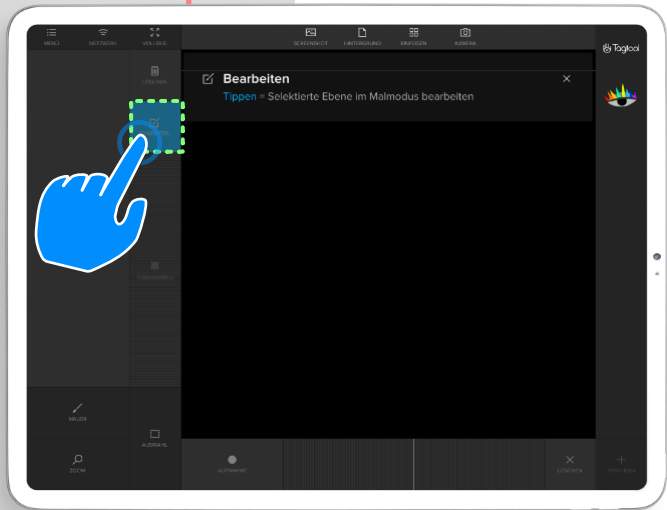 MENÜ
NETZWERK
VOLLBILD
SCREENSHOT
HINTERGRUND
EINFÜGEN
KAMERA
Tagtool
LÖSCHEN
Bearbeiten
Tippen = Selektierte Ebene im Malmodus bearbeiten
MALEN
AUSWAHL
ZOOM
AUFNAHME
LÖSCHEN